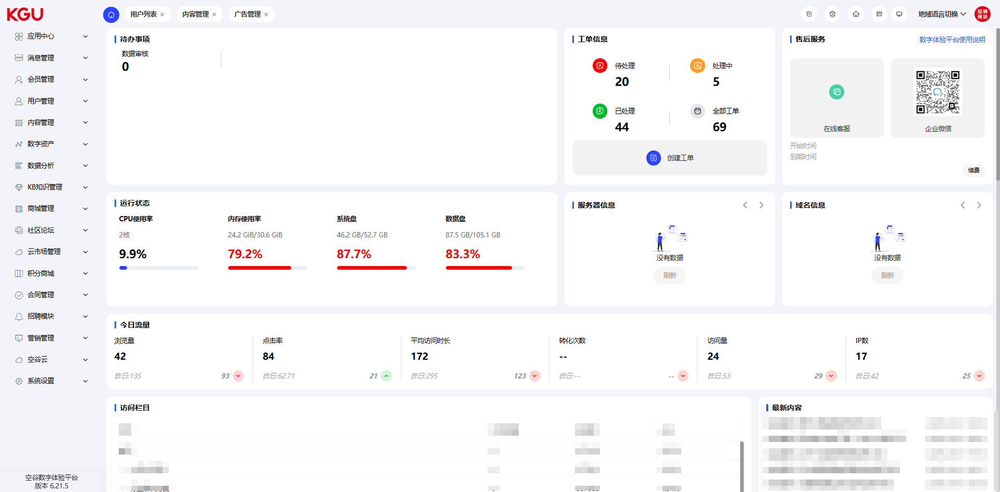 KGU
用户列表 ×
内容管理 ×
广告管理 ×
地域语言切换
招聘
模块
应用中心
消息管理
会员管理
用户管理
内容管理
数字资产
数据分析
KB知识管理
商城管理
社区论坛
云市场管理
积分商城
合同管理
招聘模块
营销管理
空谷云
系统设置
空谷数字体验平台
版本 6.21.5
待办事项
数据审核
0
工单信息
待处理
20
处理中
5
已处理
44
全部工单
69
创建工单
售后服务
数字体验平台使用说明
在线客服
企业微信
开始时间
到期时间
续费
运行状态
CPU使用率
2核
9.9%
内存使用率
24.2 GiB/30.6 GiB
79.2%
系统盘
46.2 GB/52.7 GB
87.7%
数据盘
87.5 GB/105.1 GB
83.3%
服务器信息
没有数据
刷新
域名信息
没有数据
刷新
今日流量
浏览量
42
昨日:135
93
点击率
84
昨日:62.71
21
平均访问时长
172
昨日:295
123
转化次数
--
昨日:--
--
访问量
24
昨日:53
29
IP数
17
昨日:42
25
访问栏目
最新内容